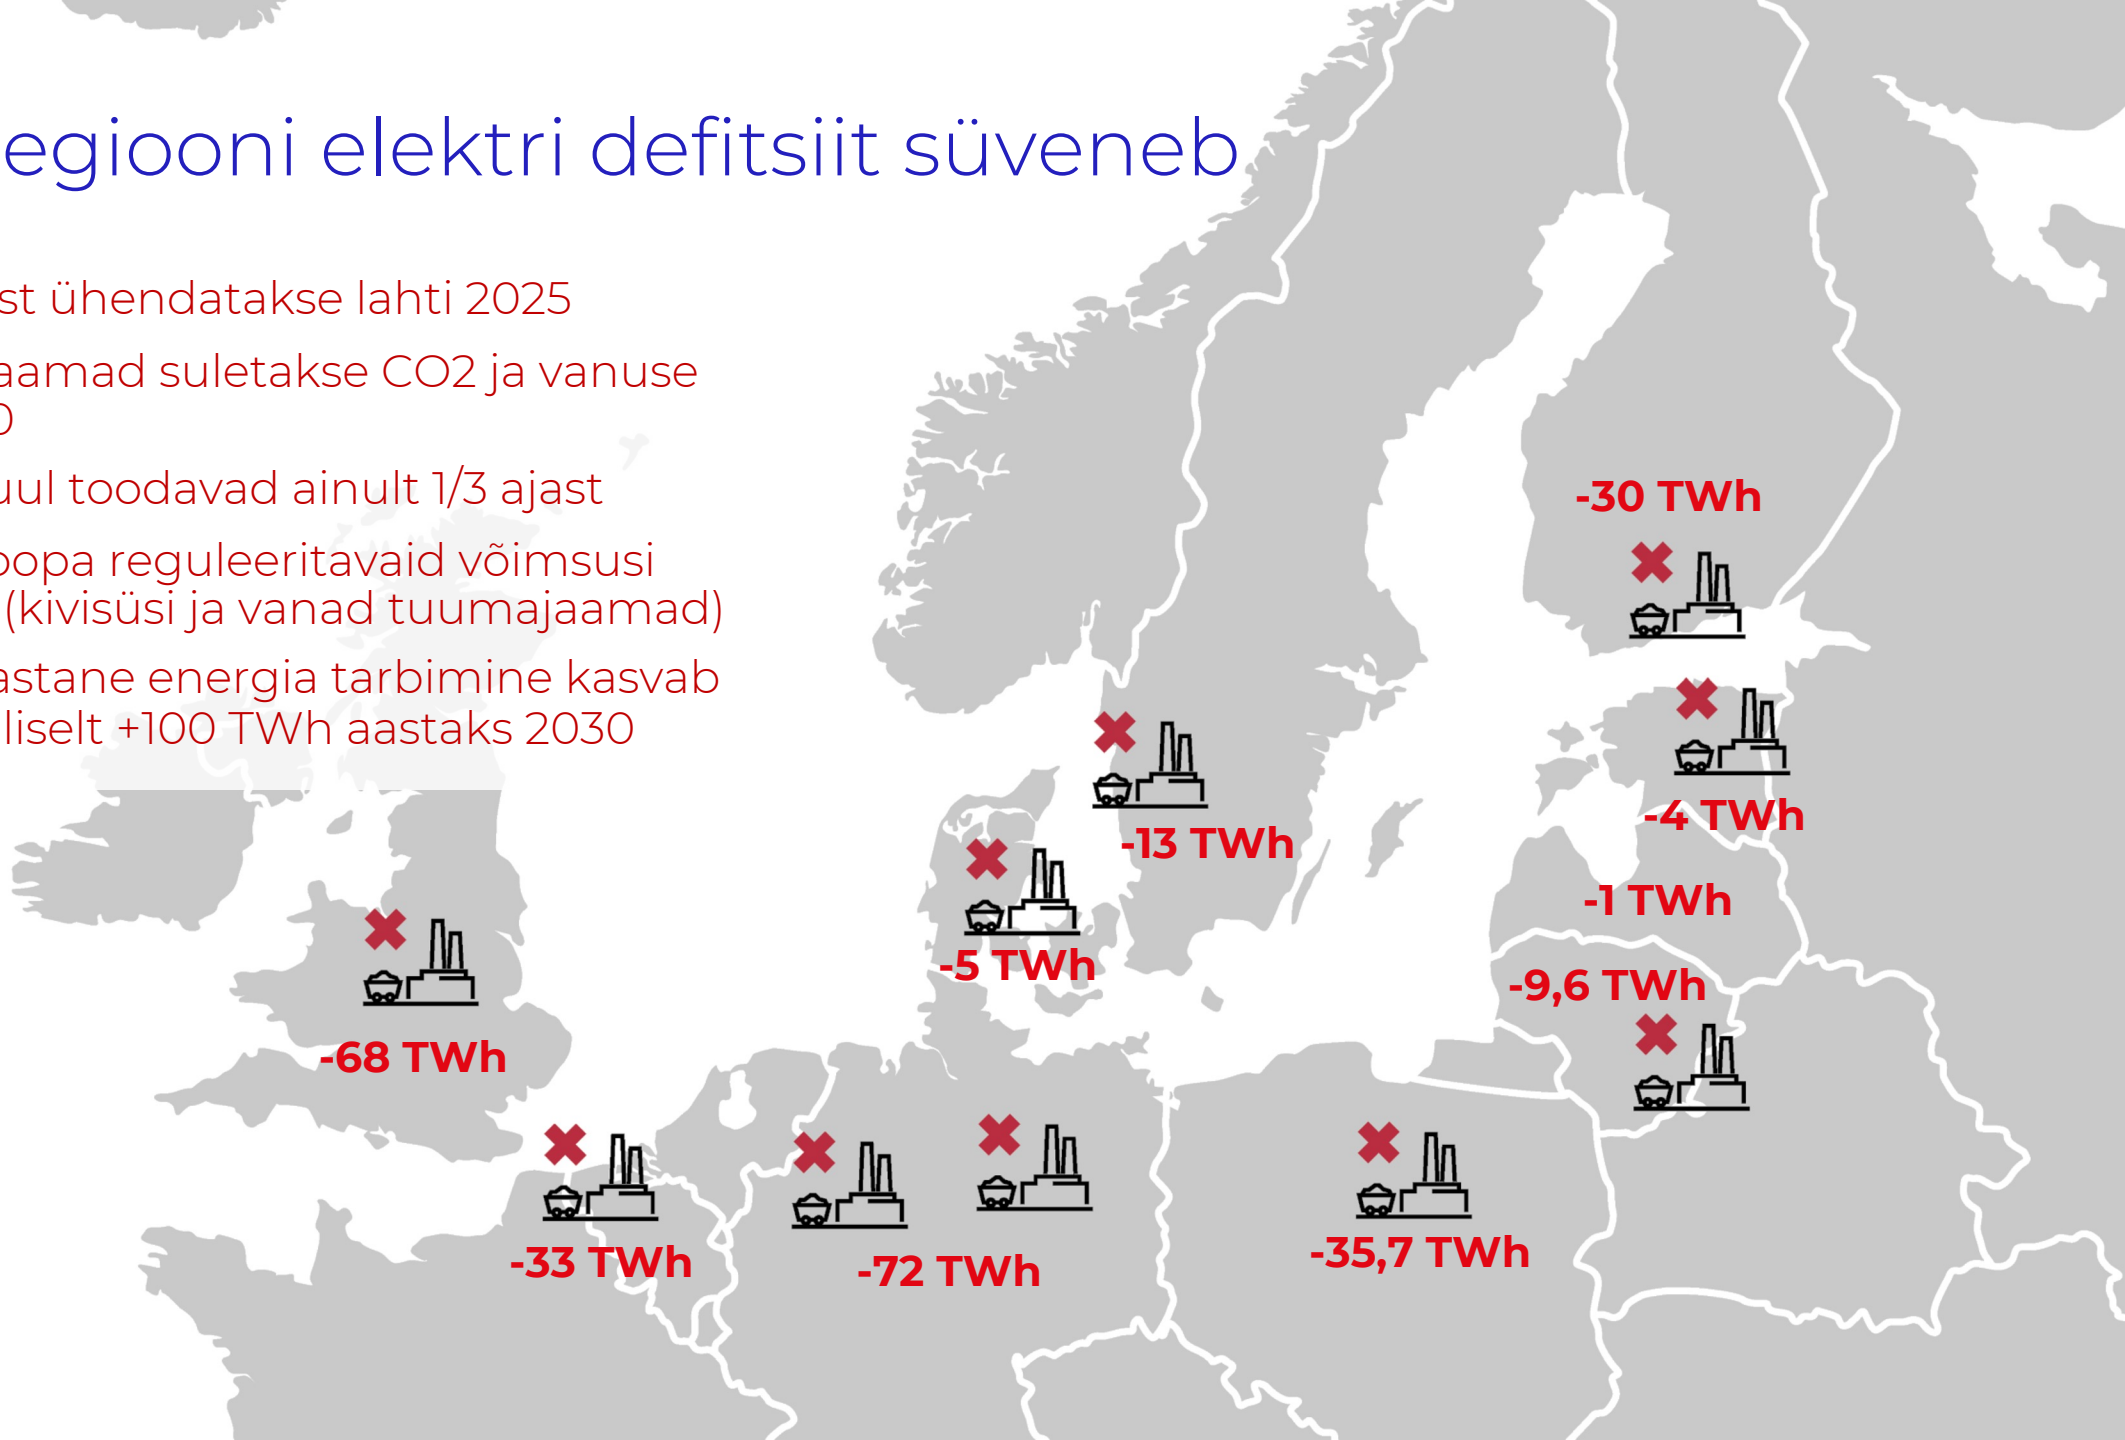 egiooni elektri defitsiit süveneb
st ühendatakse lahti 2025
aamad suletakse CO2 ja vanuse
0
uul toodavad ainult 1/3 ajast
oopa reguleeritavaid võimsusi
(kivisüsi ja vanad tuumajaamad)
astane energia tarbimine kasvab
liselt +100 TWh aastaks 2030
-30 TWh
-4 TWh
-13 TWh
-1 TWh
-5 TWh
-9,6 TWh
-68 TWh
-33 TWh
-72 TWh
-35,7 TWh